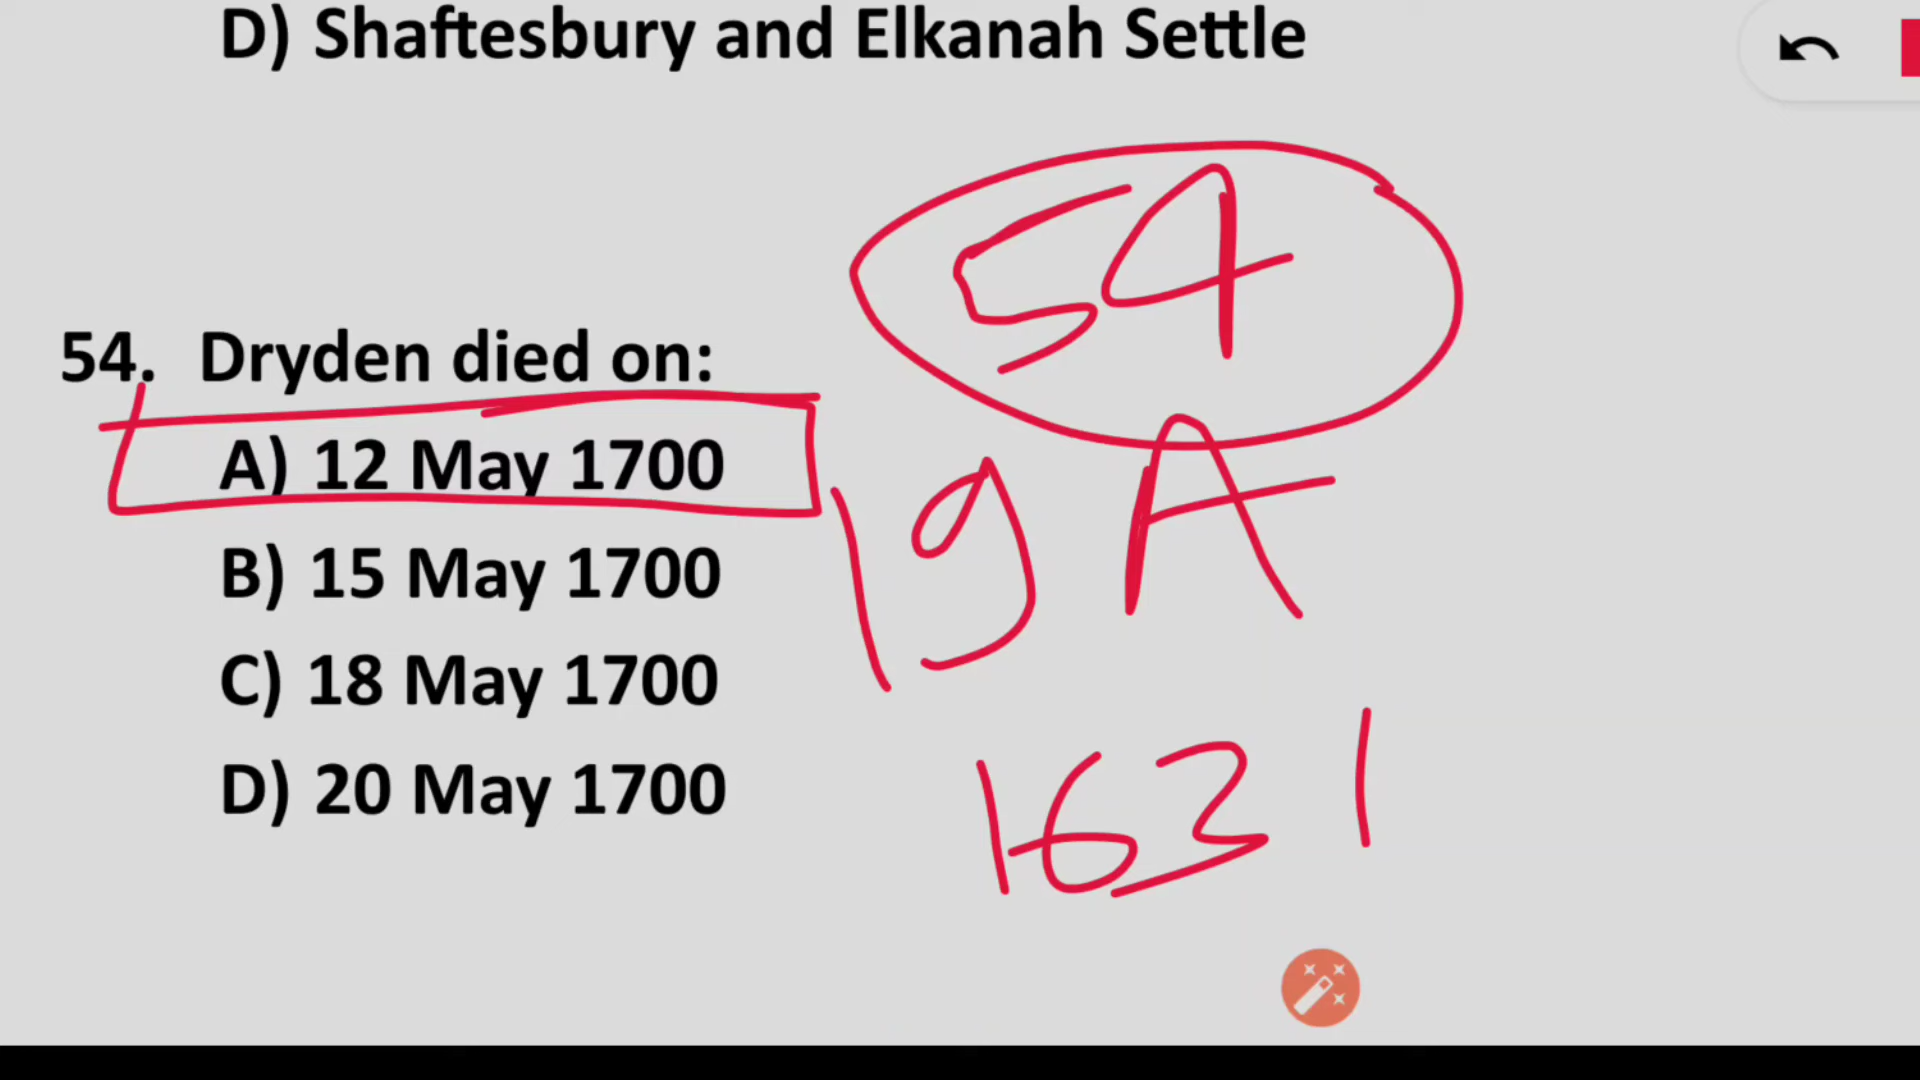 D) Shaftesbury and Elkanah Settle
54
54. Dryden died on:
A) 12 May 1700
19 A
B) 15 May 1700
C) 18 May 1700
D) 20 May 1700
1631